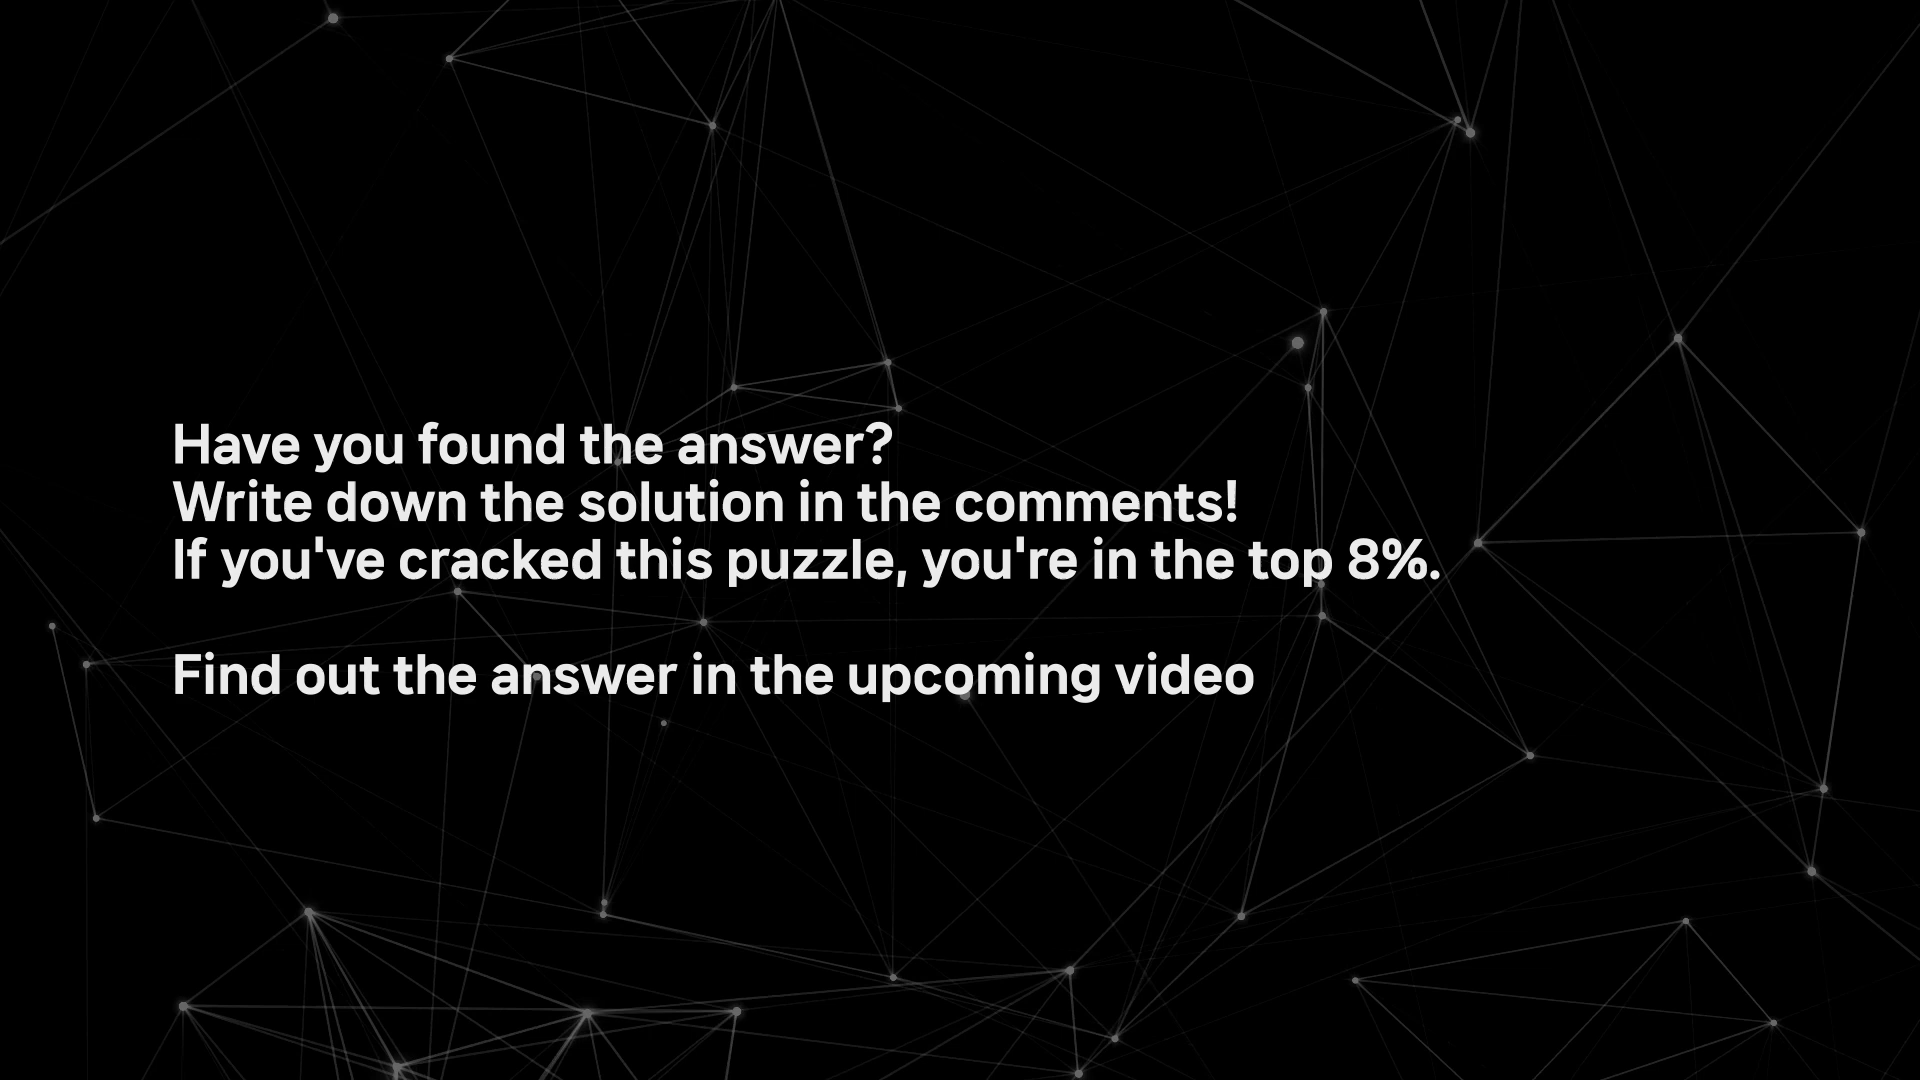 Have you found the answer?
Write down the solution in the comments!
If you've cracked this puzzle, you're in the top 8%.
Find out the answer in the upcoming video